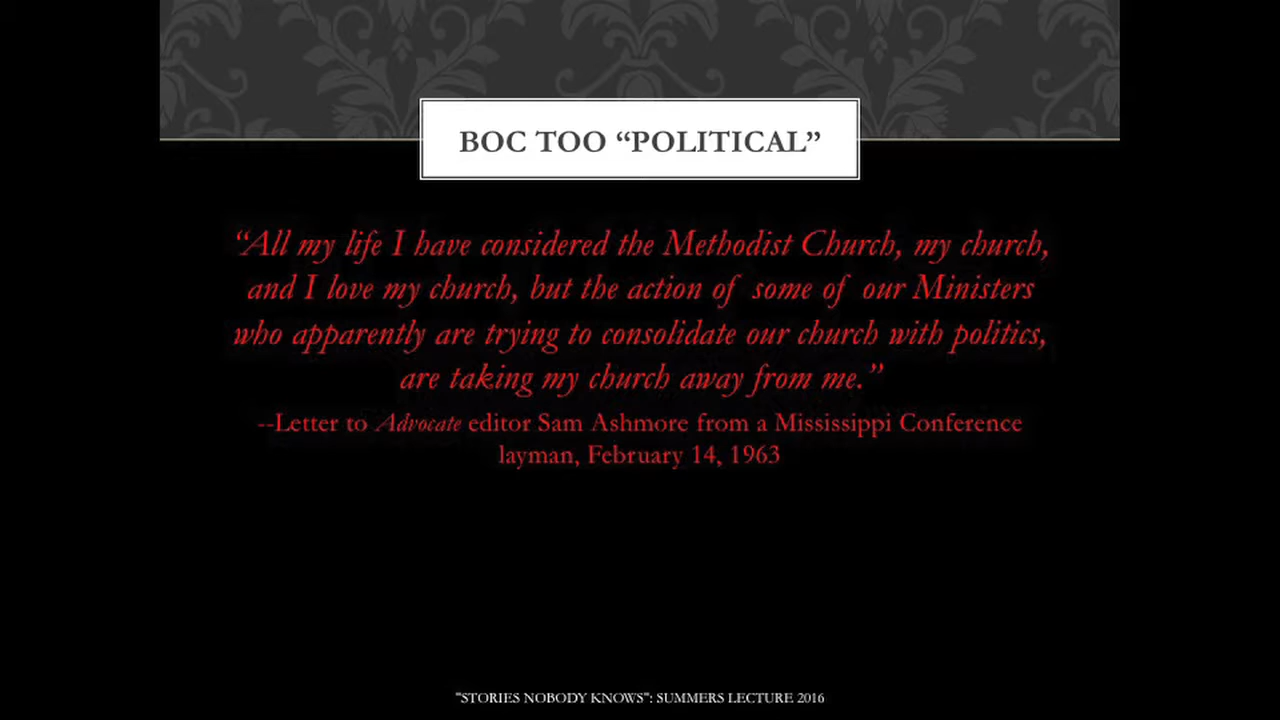 BOC TOO “POLITICAL”
“All my life I have considered the Methodist Church, my church,
and I love my church, but the action of some of our Ministers
who apparently are trying to consolidate our church with politics,
are taking my church away from me.”
--Letter to Advocate editor Sam Ashmore from a Mississippi Conference
layman, February 14, 1963
"STORIES NOBODY KNOWS": SUMMERS LECTURE 2016